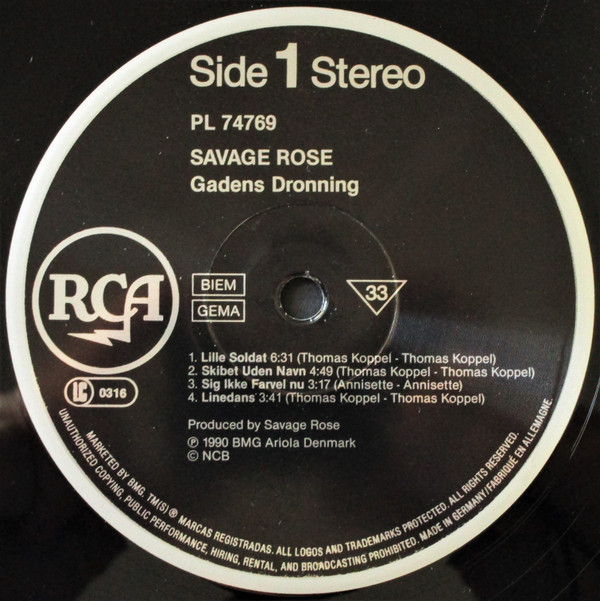 Side 1 Stereo
PL 74769
SAVAGE ROSE
Gadens Dronning
RCA
BIEM
GEMA
33
LC 0316
1. Lille Soldat 6:31 (Thomas Koppel - Thomas Koppel)
2. Skibet Uden Navn 4:49 (Thomas Koppel - Thomas Koppel)
3. Sig Ikke Farvel nu 3:17 (Annisette - Annisette)
4. Linedans 3:41 (Thomas Koppel - Thomas Koppel)
Produced by Savage Rose
℗ 1990 BMG Ariola Denmark
© NCB
MARKETED BY BMG. TM(S) ® MARCAS REGISTRADAS. ALL LOGOS AND TRADEMARKS PROTECTED. ALL RIGHTS RESERVED.
UNAUTHORIZED COPYING, PUBLIC PERFORMANCE, HIRING, RENTAL, AND BROADCASTING PROHIBITED. MADE IN GERMANY/FABRIQUÉ EN ALLEMAGNE.